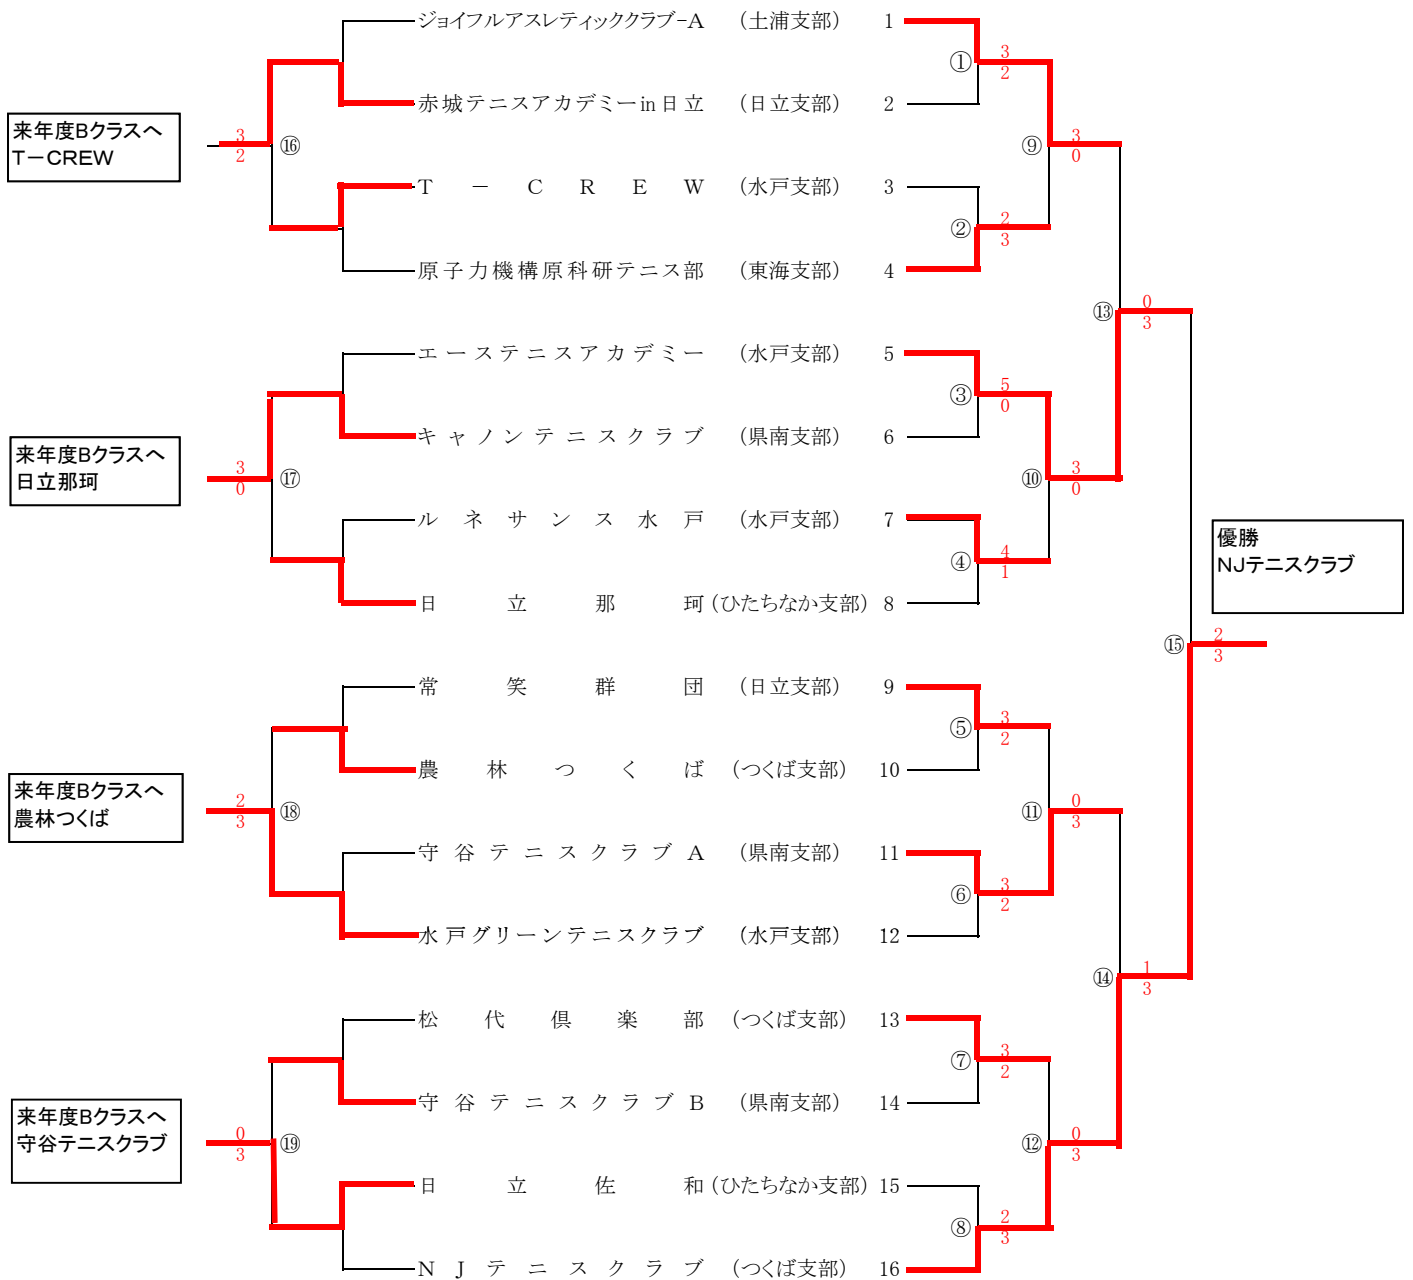 ジョイフルアスレティッククラブ-A (土浦支部) 1
3
①
2
赤城テニスアカデミーin日立 (日立支部) 2
来年度Bクラスへ
T-CREW
3
⑯
2
3
⑨
0
T - C R E W (水戸支部) 3
2
②
3
原子力機構原科研テニス部 (東海支部) 4
0
⑬
3
エーステニスアカデミー (水戸支部) 5
5
③
0
キャノンテニスクラブ (県南支部) 6
来年度Bクラスへ
日立那珂
3
⑰
0
3
⑩
0
ルネサンス水戸 (水戸支部) 7
4
④
1
優勝
NJテニスクラブ
日立那珂 (ひたちなか支部) 8
2
⑮
3
常笑群団 (日立支部) 9
3
⑤
2
農林つくば (つくば支部) 10
来年度Bクラスへ
農林つくば
2
⑱
3
0
⑪
3
守谷テニスクラブA (県南支部) 11
3
⑥
2
水戸グリーンテニスクラブ (水戸支部) 12
1
⑭
3
松代倶楽部 (つくば支部) 13
3
⑦
2
守谷テニスクラブB (県南支部) 14
来年度Bクラスへ
守谷テニスクラブ
0
⑲
3
0
⑫
3
日立佐和 (ひたちなか支部) 15
2
⑧
3
NJテニスクラブ (つくば支部) 16